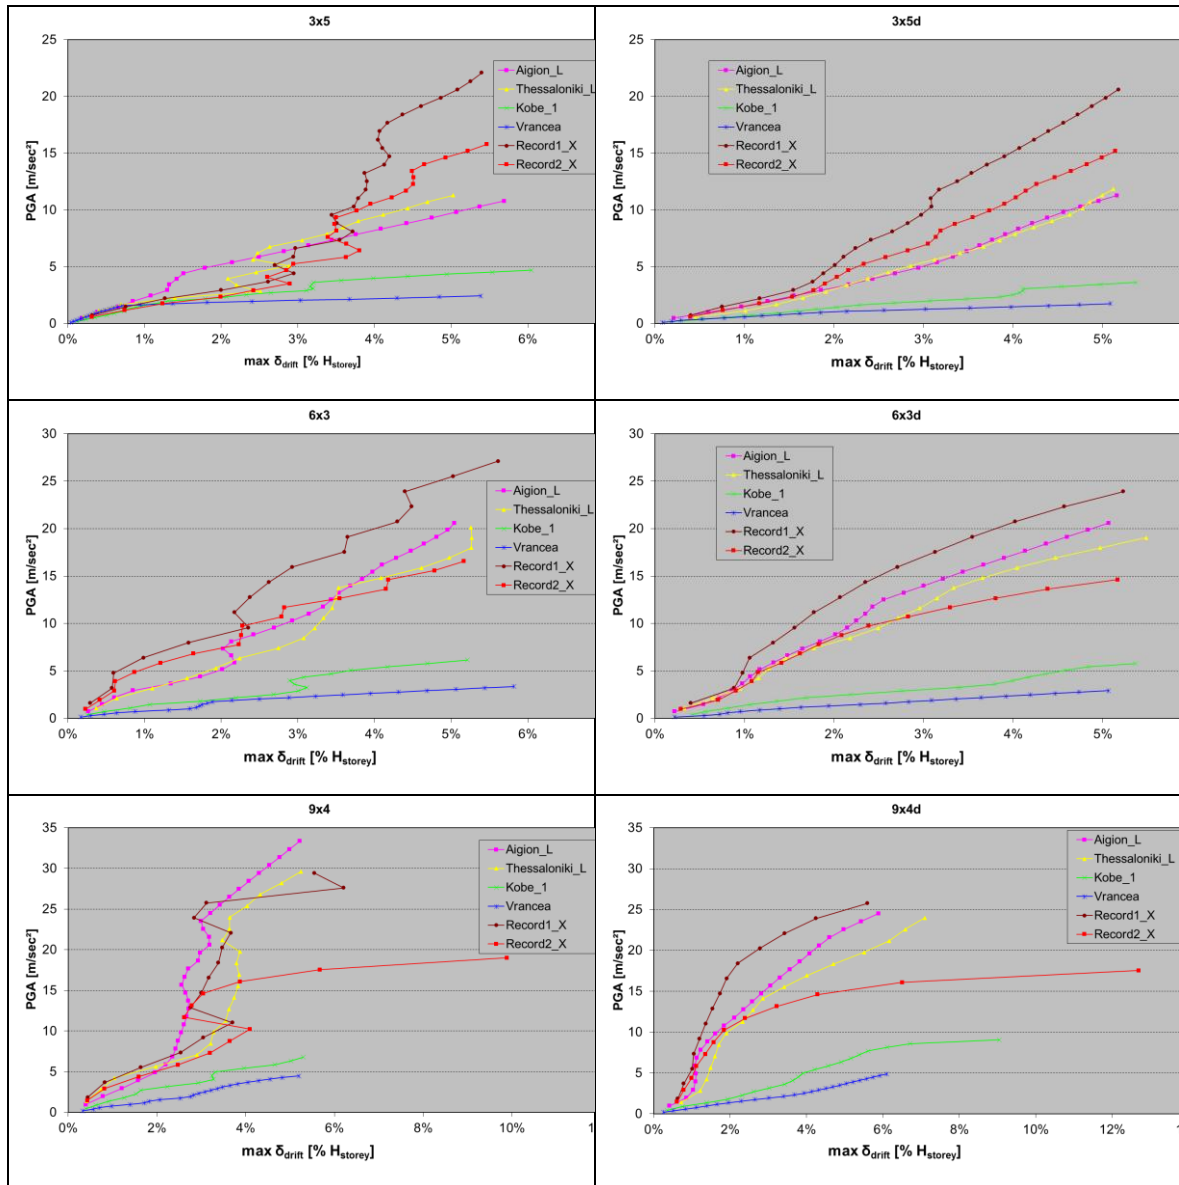 3x5
25
20
15
10
5
0
0% 1% 2% 3% 4% 5% 6%
PGA [m/sec²]
max δdrift [% Hstorey]
Aigion_L
Thessaloniki_L
Kobe_1
Vrancea
Record1_X
Record2_X
3x5d
25
20
15
10
5
0
0% 1% 2% 3% 4% 5%
PGA [m/sec²]
max δdrift [% Hstorey]
Aigion_L
Thessaloniki_L
Kobe_1
Vrancea
Record1_X
Record2_X
6x3
30
25
20
15
10
5
0
0% 1% 2% 3% 4% 5% 6%
PGA [m/sec²]
max δdrift [% Hstorey]
Aigion_L
Thessaloniki_L
Kobe_1
Vrancea
Record1_X
Record2_X
6x3d
30
25
20
15
10
5
0
0% 1% 2% 3% 4% 5%
PGA [m/sec²]
max δdrift [% Hstorey]
Aigion_L
Thessaloniki_L
Kobe_1
Vrancea
Record1_X
Record2_X
9x4
35
30
25
20
15
10
5
0
0% 2% 4% 6% 8% 10% 1
PGA [m/sec²]
max δdrift [% Hstorey]
Aigion_L
Thessaloniki_L
Kobe_1
Vrancea
Record1_X
Record2_X
9x4d
35
30
25
20
15
10
5
0
0% 2% 4% 6% 8% 10% 12% 1
PGA [m/sec²]
max δdrift [% Hstorey]
Aigion_L
Thessaloniki_L
Kobe_1
Vrancea
Record1_X
Record2_X